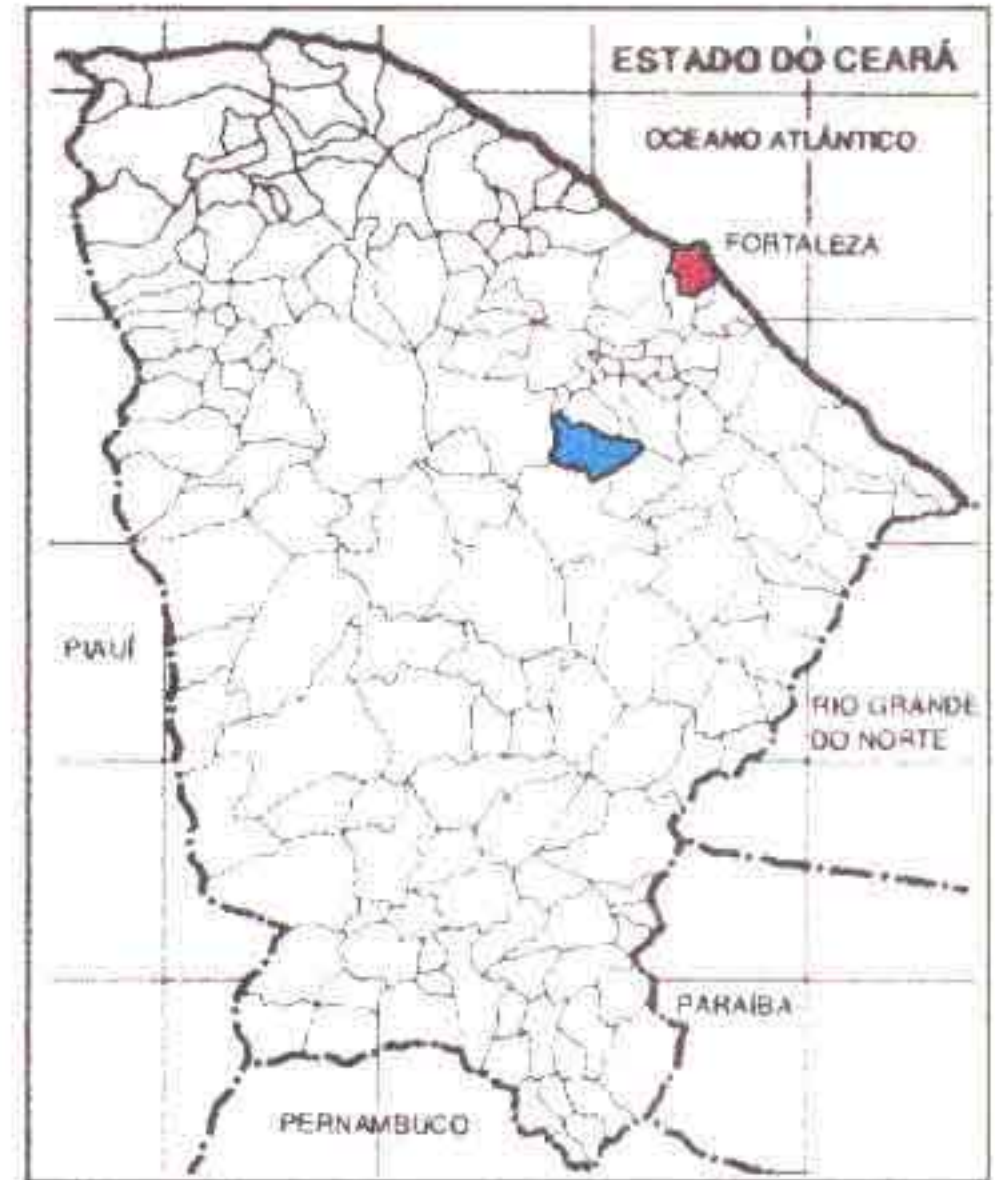 ESTADO DO CEARÁ
OCEANO ATLÂNTICO
FORTALEZA
PIAUÍ
RIO GRANDE
DO NORTE
PARAÍBA
PERNAMBUCO